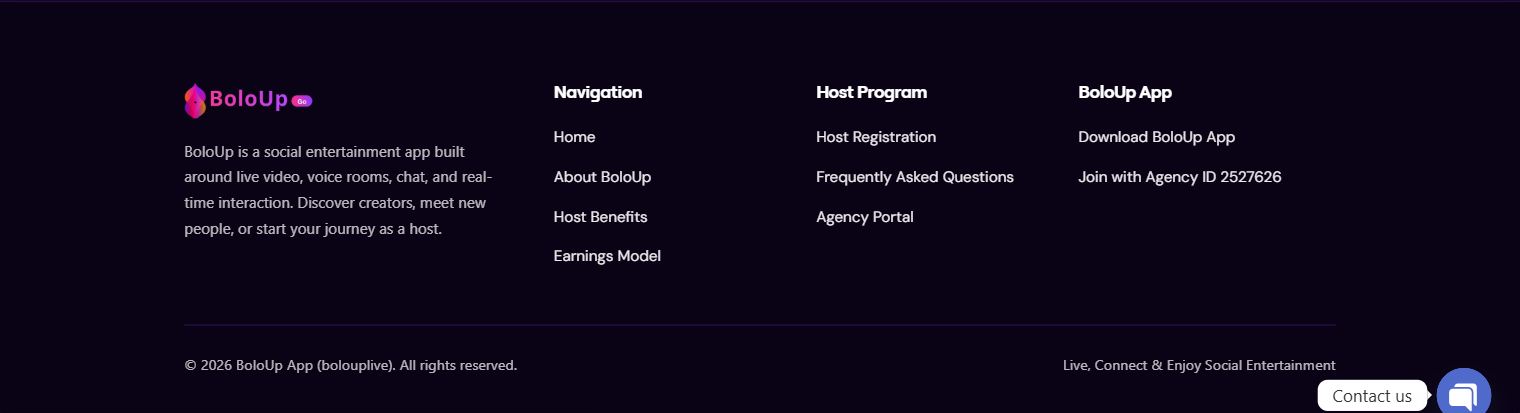 BoloUp Go
BoloUp is a social entertainment app built
around live video, voice rooms, chat, and real-
time interaction. Discover creators, meet new
people, or start your journey as a host.
Navigation
Home
About BoloUp
Host Benefits
Earnings Model
Host Program
Host Registration
Frequently Asked Questions
Agency Portal
BoloUp App
Download BoloUp App
Join with Agency ID 2527626
© 2026 BoloUp App (bolouplive). All rights reserved.
Live, Connect & Enjoy Social Entertainment
Contact us